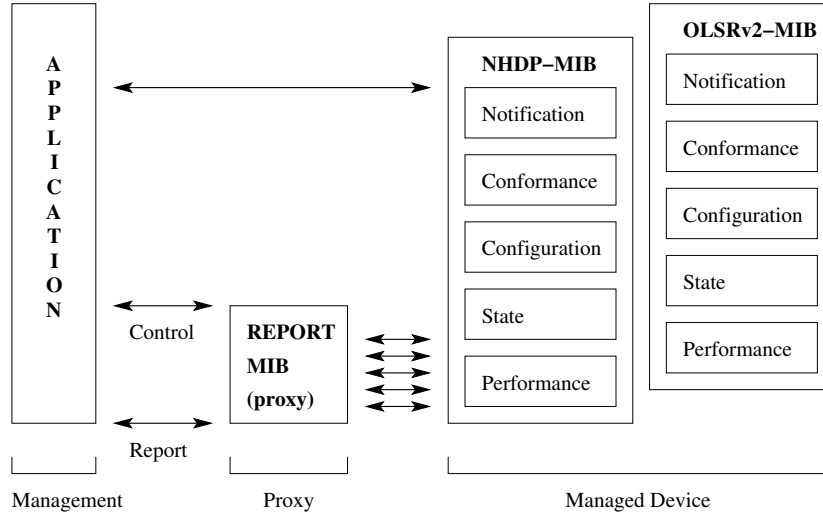 APPLICATION
Control
Report
REPORT
MIB
(proxy)
NHDP−MIB
Notification
Conformance
Configuration
State
Performance
OLSRv2−MIB
Notification
Conformance
Configuration
State
Performance
Management
Proxy
Managed Device